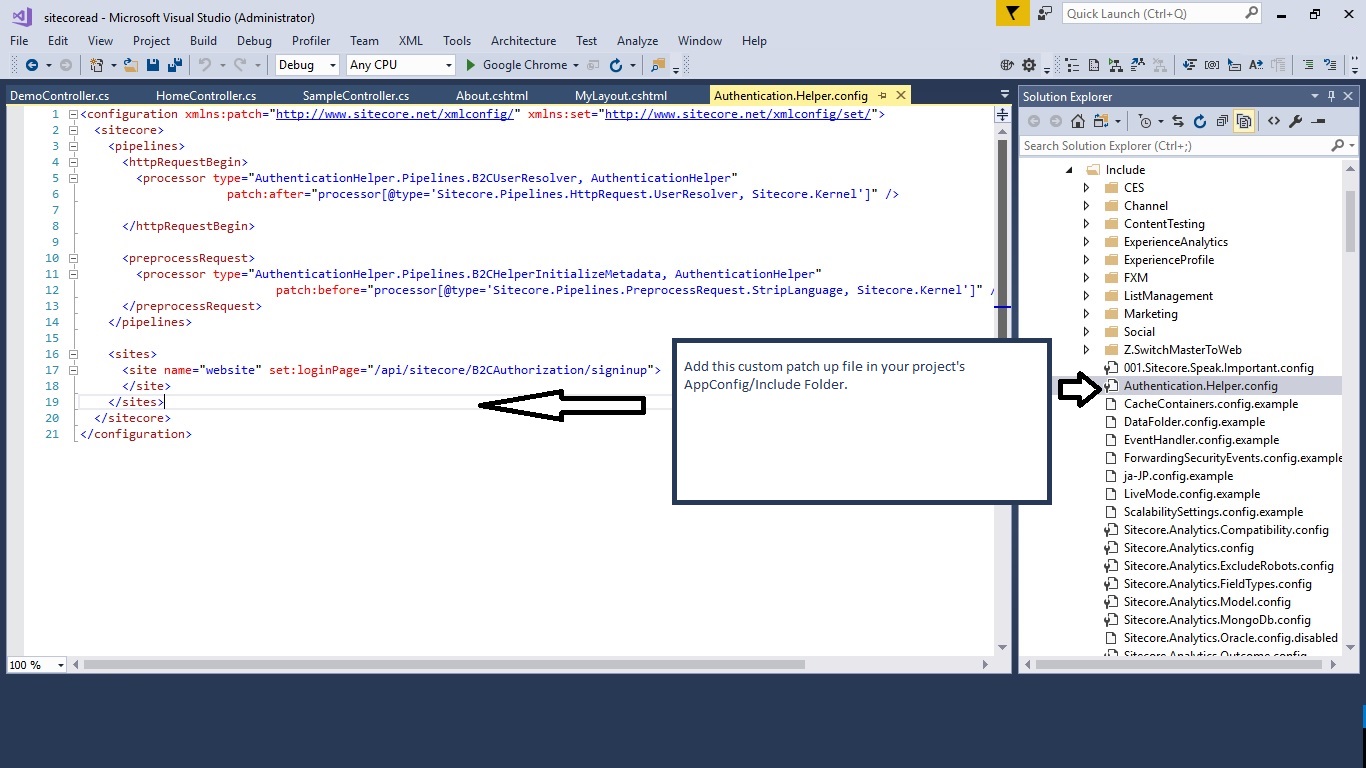 sitecoread - Microsoft Visual Studio (Administrator)
Quick Launch (Ctrl+Q)
File Edit View Project Build Debug Profiler Team XML Tools Architecture Test Analyze Window Help
Debug Any CPU Google Chrome
DemoController.cs HomeController.cs SampleController.cs About.cshtml MyLayout.cshtml Authentication.Helper.config
1 <configuration xmlns:patch="http://www.sitecore.net/xmlconfig/" xmlns:set="http://www.sitecore.net/xmlconfig/set/">
2 <sitecore>
3 <pipelines>
4 <httpRequestBegin>
5 <processor type="AuthenticationHelper.Pipelines.B2CUserResolver, AuthenticationHelper"
6 patch:after="processor[@type='Sitecore.Pipelines.HttpRequest.UserResolver, Sitecore.Kernel']" />
7
8 </httpRequestBegin>
9
10 <preprocessRequest>
11 <processor type="AuthenticationHelper.Pipelines.B2CHelperInitializeMetadata, AuthenticationHelper"
12 patch:before="processor[@type='Sitecore.Pipelines.PreprocessRequest.StripLanguage, Sitecore.Kernel']" /
13 </preprocessRequest>
14 </pipelines>
15
16 <sites>
17 <site name="website" set:loginPage="/api/sitecore/B2CAuthorization/signinup">
18 </site>
19 </sites>
20 </sitecore>
21 </configuration>
Add this custom patch up file in your project's
AppConfig/Include Folder.
100 %
Solution Explorer
Search Solution Explorer (Ctrl+;)
Include
CES
Channel
ContentTesting
ExperienceAnalytics
ExperienceProfile
FXM
ListManagement
Marketing
Social
Z.SwitchMasterToWeb
001.Sitecore.Speak.Important.config
Authentication.Helper.config
CacheContainers.config.example
DataFolder.config.example
EventHandler.config.example
ForwardingSecurityEvents.config.example
ja-JP.config.example
LiveMode.config.example
ScalabilitySettings.config.example
Sitecore.Analytics.Compatibility.config
Sitecore.Analytics.config
Sitecore.Analytics.ExcludeRobots.config
Sitecore.Analytics.FieldTypes.config
Sitecore.Analytics.Model.config
Sitecore.Analytics.MongoDb.config
Sitecore.Analytics.Oracle.config.disabled
Sitecore.Analytics.Outcome.config